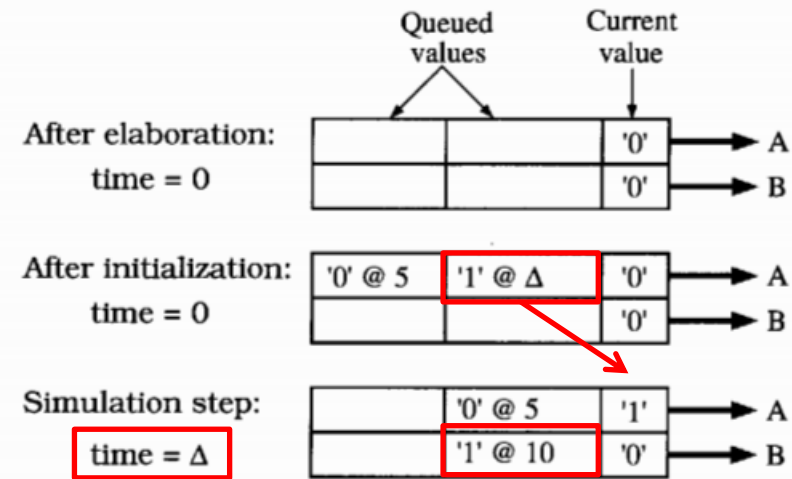 Queued values
Current value
After elaboration:
time = 0
'0'
A
'0'
B
After initialization:
time = 0
'0' @ 5
'1' @ Δ
'0'
A
'0'
B
Simulation step:
time = Δ
'0' @ 5
'1'
A
'1' @ 10
'0'
B